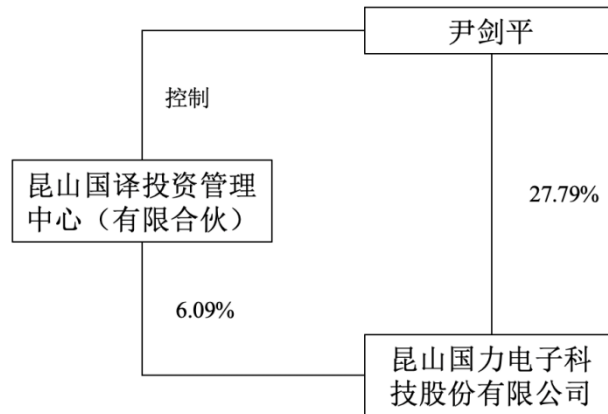 尹剑平
控制
昆山国译投资管理
中心（有限合伙）
27.79%
6.09%
昆山国力电子科
技股份有限公司